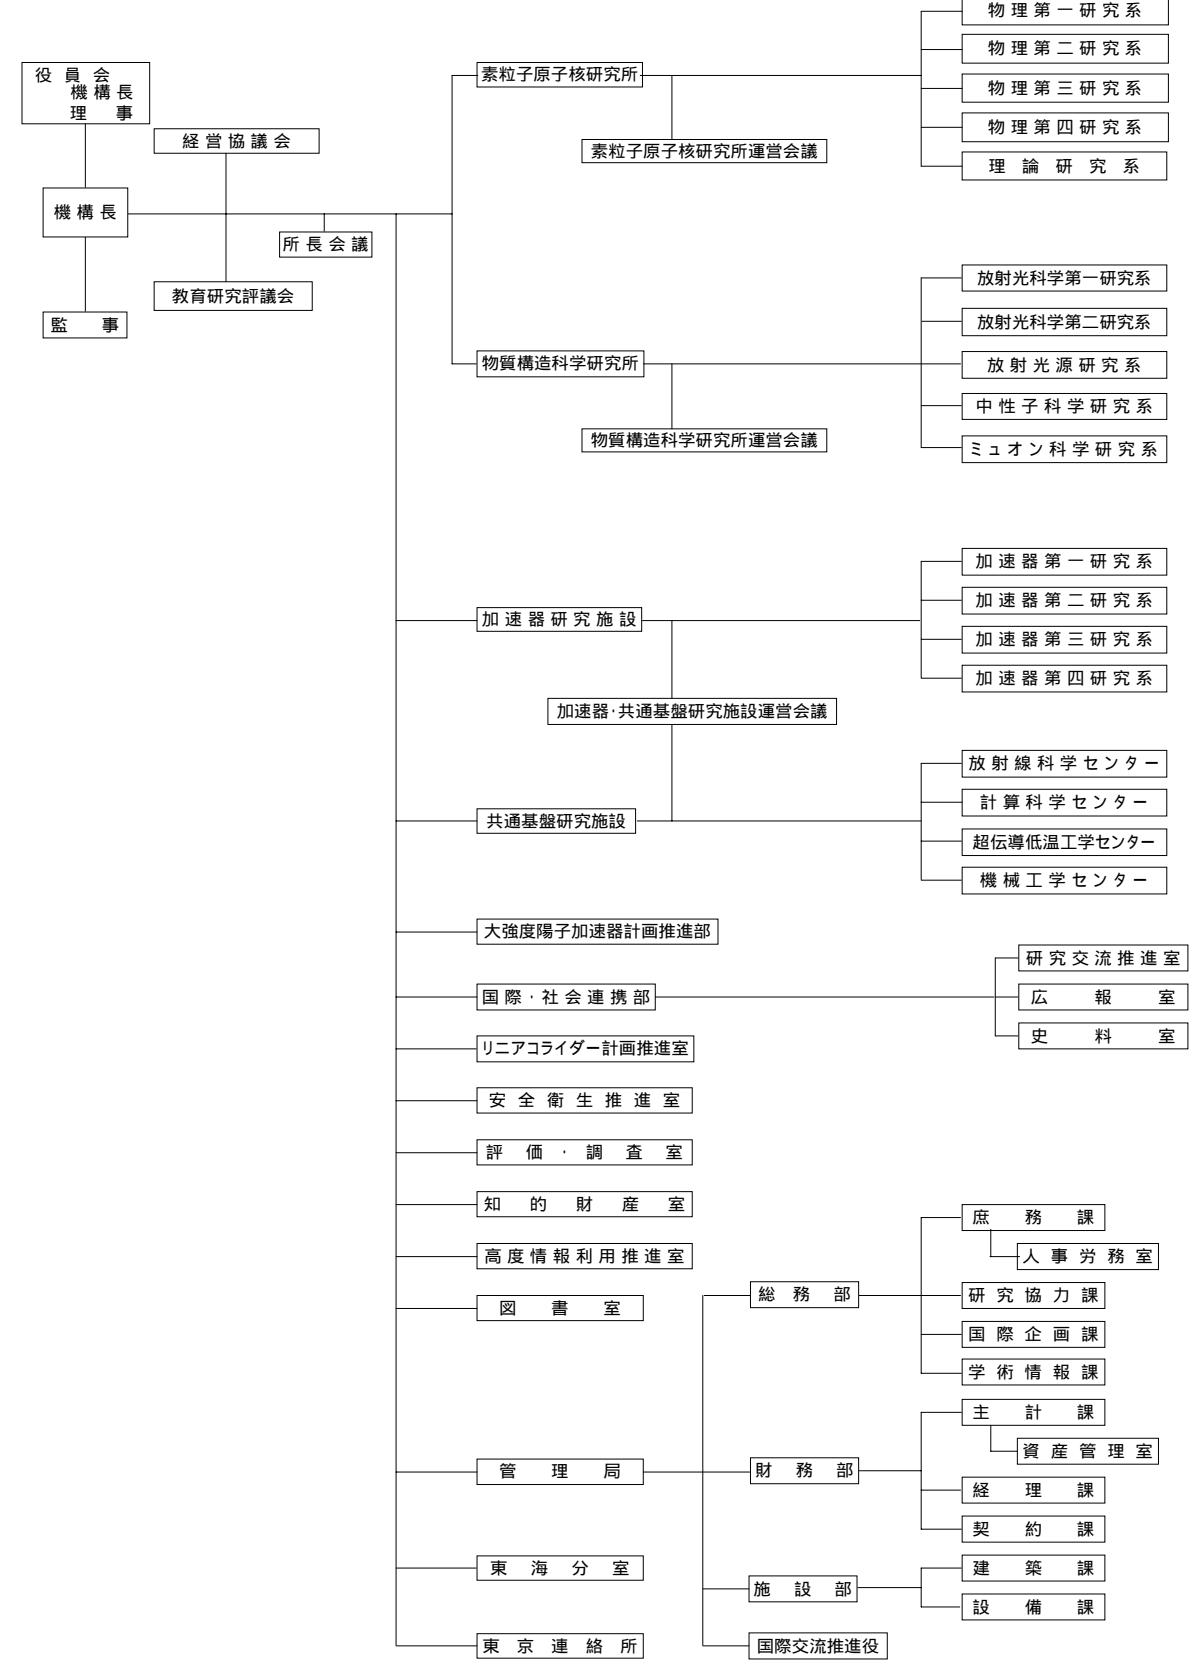 役員会
機構長
理事
経営協議会
機構長
所長会議
教育研究評議会
監事
素粒子原子核研究所
素粒子原子核研究所運営会議
物理第一研究系
物理第二研究系
物理第三研究系
物理第四研究系
理論研究系
物質構造科学研究所
物質構造科学研究所運営会議
放射光科学第一研究系
放射光科学第二研究系
放射光源研究系
中性子科学研究系
ミュオン科学研究系
加速器研究施設
加速器第一研究系
加速器第二研究系
加速器第三研究系
加速器第四研究系
加速器・共通基盤研究施設運営会議
共通基盤研究施設
放射線科学センター
計算科学センター
超伝導低温工学センター
機械工学センター
大強度陽子加速器計画推進部
国際・社会連携部
研究交流推進室
広報室
史料室
リニアコライダー計画推進室
安全衛生推進室
評価・調査室
知的財産室
高度情報利用推進室
図書室
管理局
総務部
庶務課
人事労務室
研究協力課
国際企画課
学術情報課
財務部
主計課
資産管理室
経理課
契約課
施設部
建築課
設備課
国際交流推進役
東海分室
東京連絡所